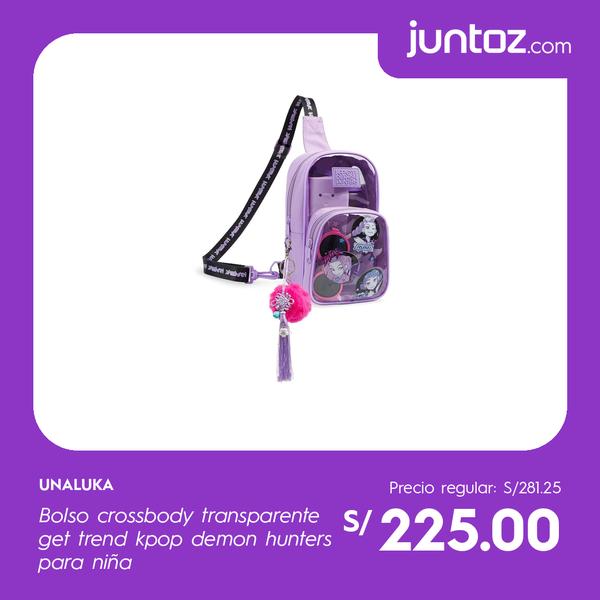 juntoz.com
UNALUKA
Bolso crossbody transparente
get trend kpop demon hunters
para niña
Precio regular: S/281.25
S/ 225.00